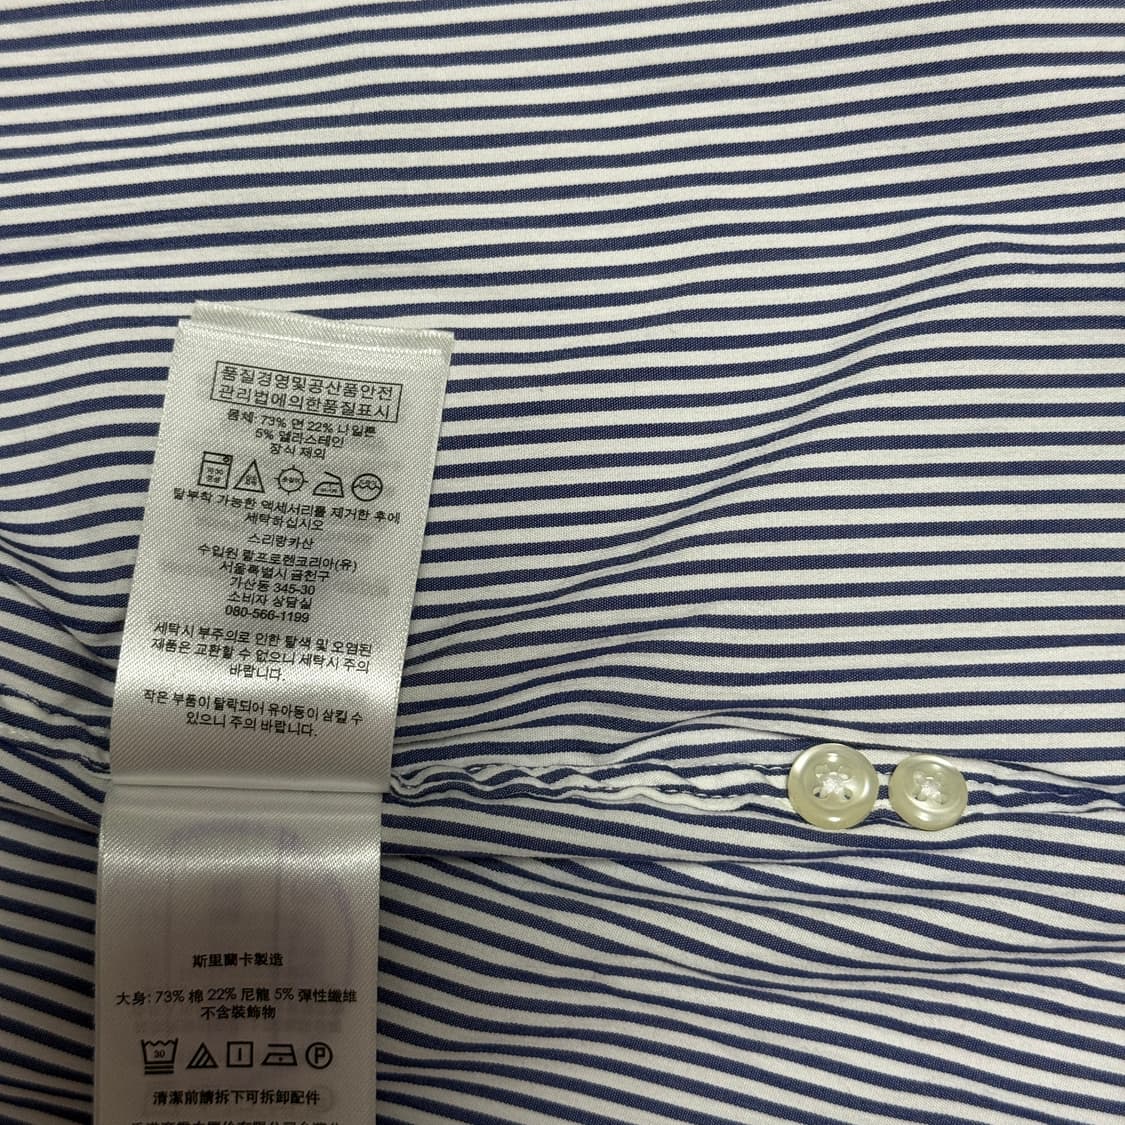 품질경영및공산품안전
관리법에의한품질표시
몸체: 73% 면 22% 나일론
5% 엘라스테인
장식 제외
탈부착 가능한 액세서리를 제거한 후에
세탁하십시오
스리랑카산
수입원 랄프로렌코리아(유)
서울특별시 금천구
가산동 345-30
소비자 상담실
080-566-1199
세탁시 부주의로 인한 탈색 및 오염된
제품은 교환할 수 없으니 세탁시 주의
바랍니다.
작은 부품이 탈락되어 유아동이 삼킬 수
있으니 주의 바랍니다.
斯里蘭卡製造
大身: 73% 棉 22% 尼龍 5% 彈性纖維
不含裝飾物
30
P
清潔前請拆下可拆卸配件